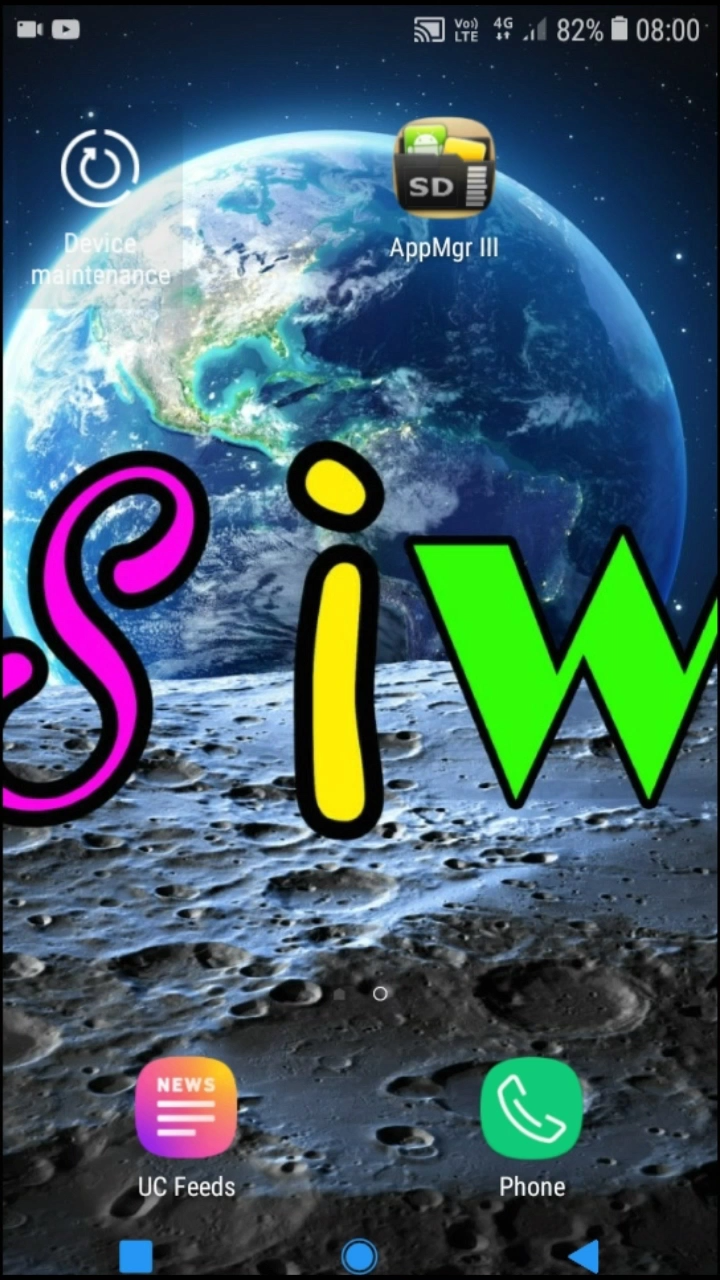 Vo)) LTE 4G 82% 08:00
SD
Device
maintenance
AppMgr III
Siw
NEWS
UC Feeds
Phone